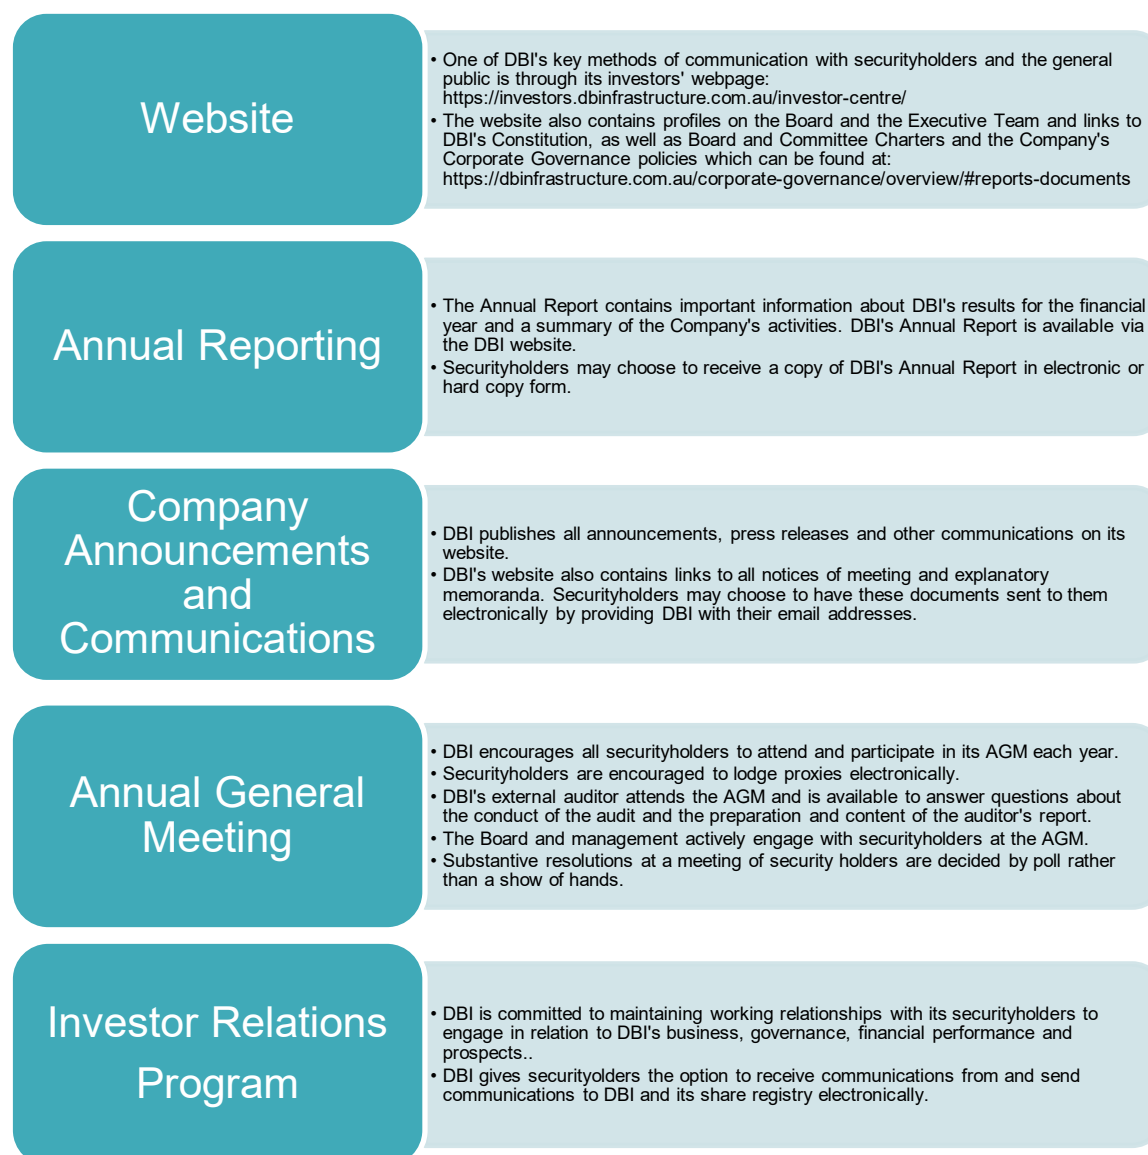 Website
• One of DBI's key methods of communication with securityholders and the general
public is through its investors' webpage:
https://investors.dbinfrastructure.com.au/investor-centre/
• The website also contains profiles on the Board and the Executive Team and links to
DBI's Constitution, as well as Board and Committee Charters and the Company's
Corporate Governance policies which can be found at:
https://dbinfrastructure.com.au/corporate-governance/overview/#reports-documents
Annual Reporting
• The Annual Report contains important information about DBI's results for the financial
year and a summary of the Company's activities. DBI's Annual Report is available via
the DBI website.
• Securityholders may choose to receive a copy of DBI's Annual Report in electronic or
hard copy form.
Company
Announcements
and
Communications
• DBI publishes all announcements, press releases and other communications on its
website.
• DBI's website also contains links to all notices of meeting and explanatory
memoranda. Securityholders may choose to have these documents sent to them
electronically by providing DBI with their email addresses.
Annual General
Meeting
• DBI encourages all securityholders to attend and participate in its AGM each year.
• Securityholders are encouraged to lodge proxies electronically.
• DBI's external auditor attends the AGM and is available to answer questions about
the conduct of the audit and the preparation and content of the auditor's report.
• The Board and management actively engage with securityholders at the AGM.
• Substantive resolutions at a meeting of security holders are decided by poll rather
than a show of hands.
Investor Relations
Program
• DBI is committed to maintaining working relationships with its securityholders to
engage in relation to DBI's business, governance, financial performance and
prospects..
• DBI gives securityolders the option to receive communications from and send
communications to DBI and its share registry electronically.